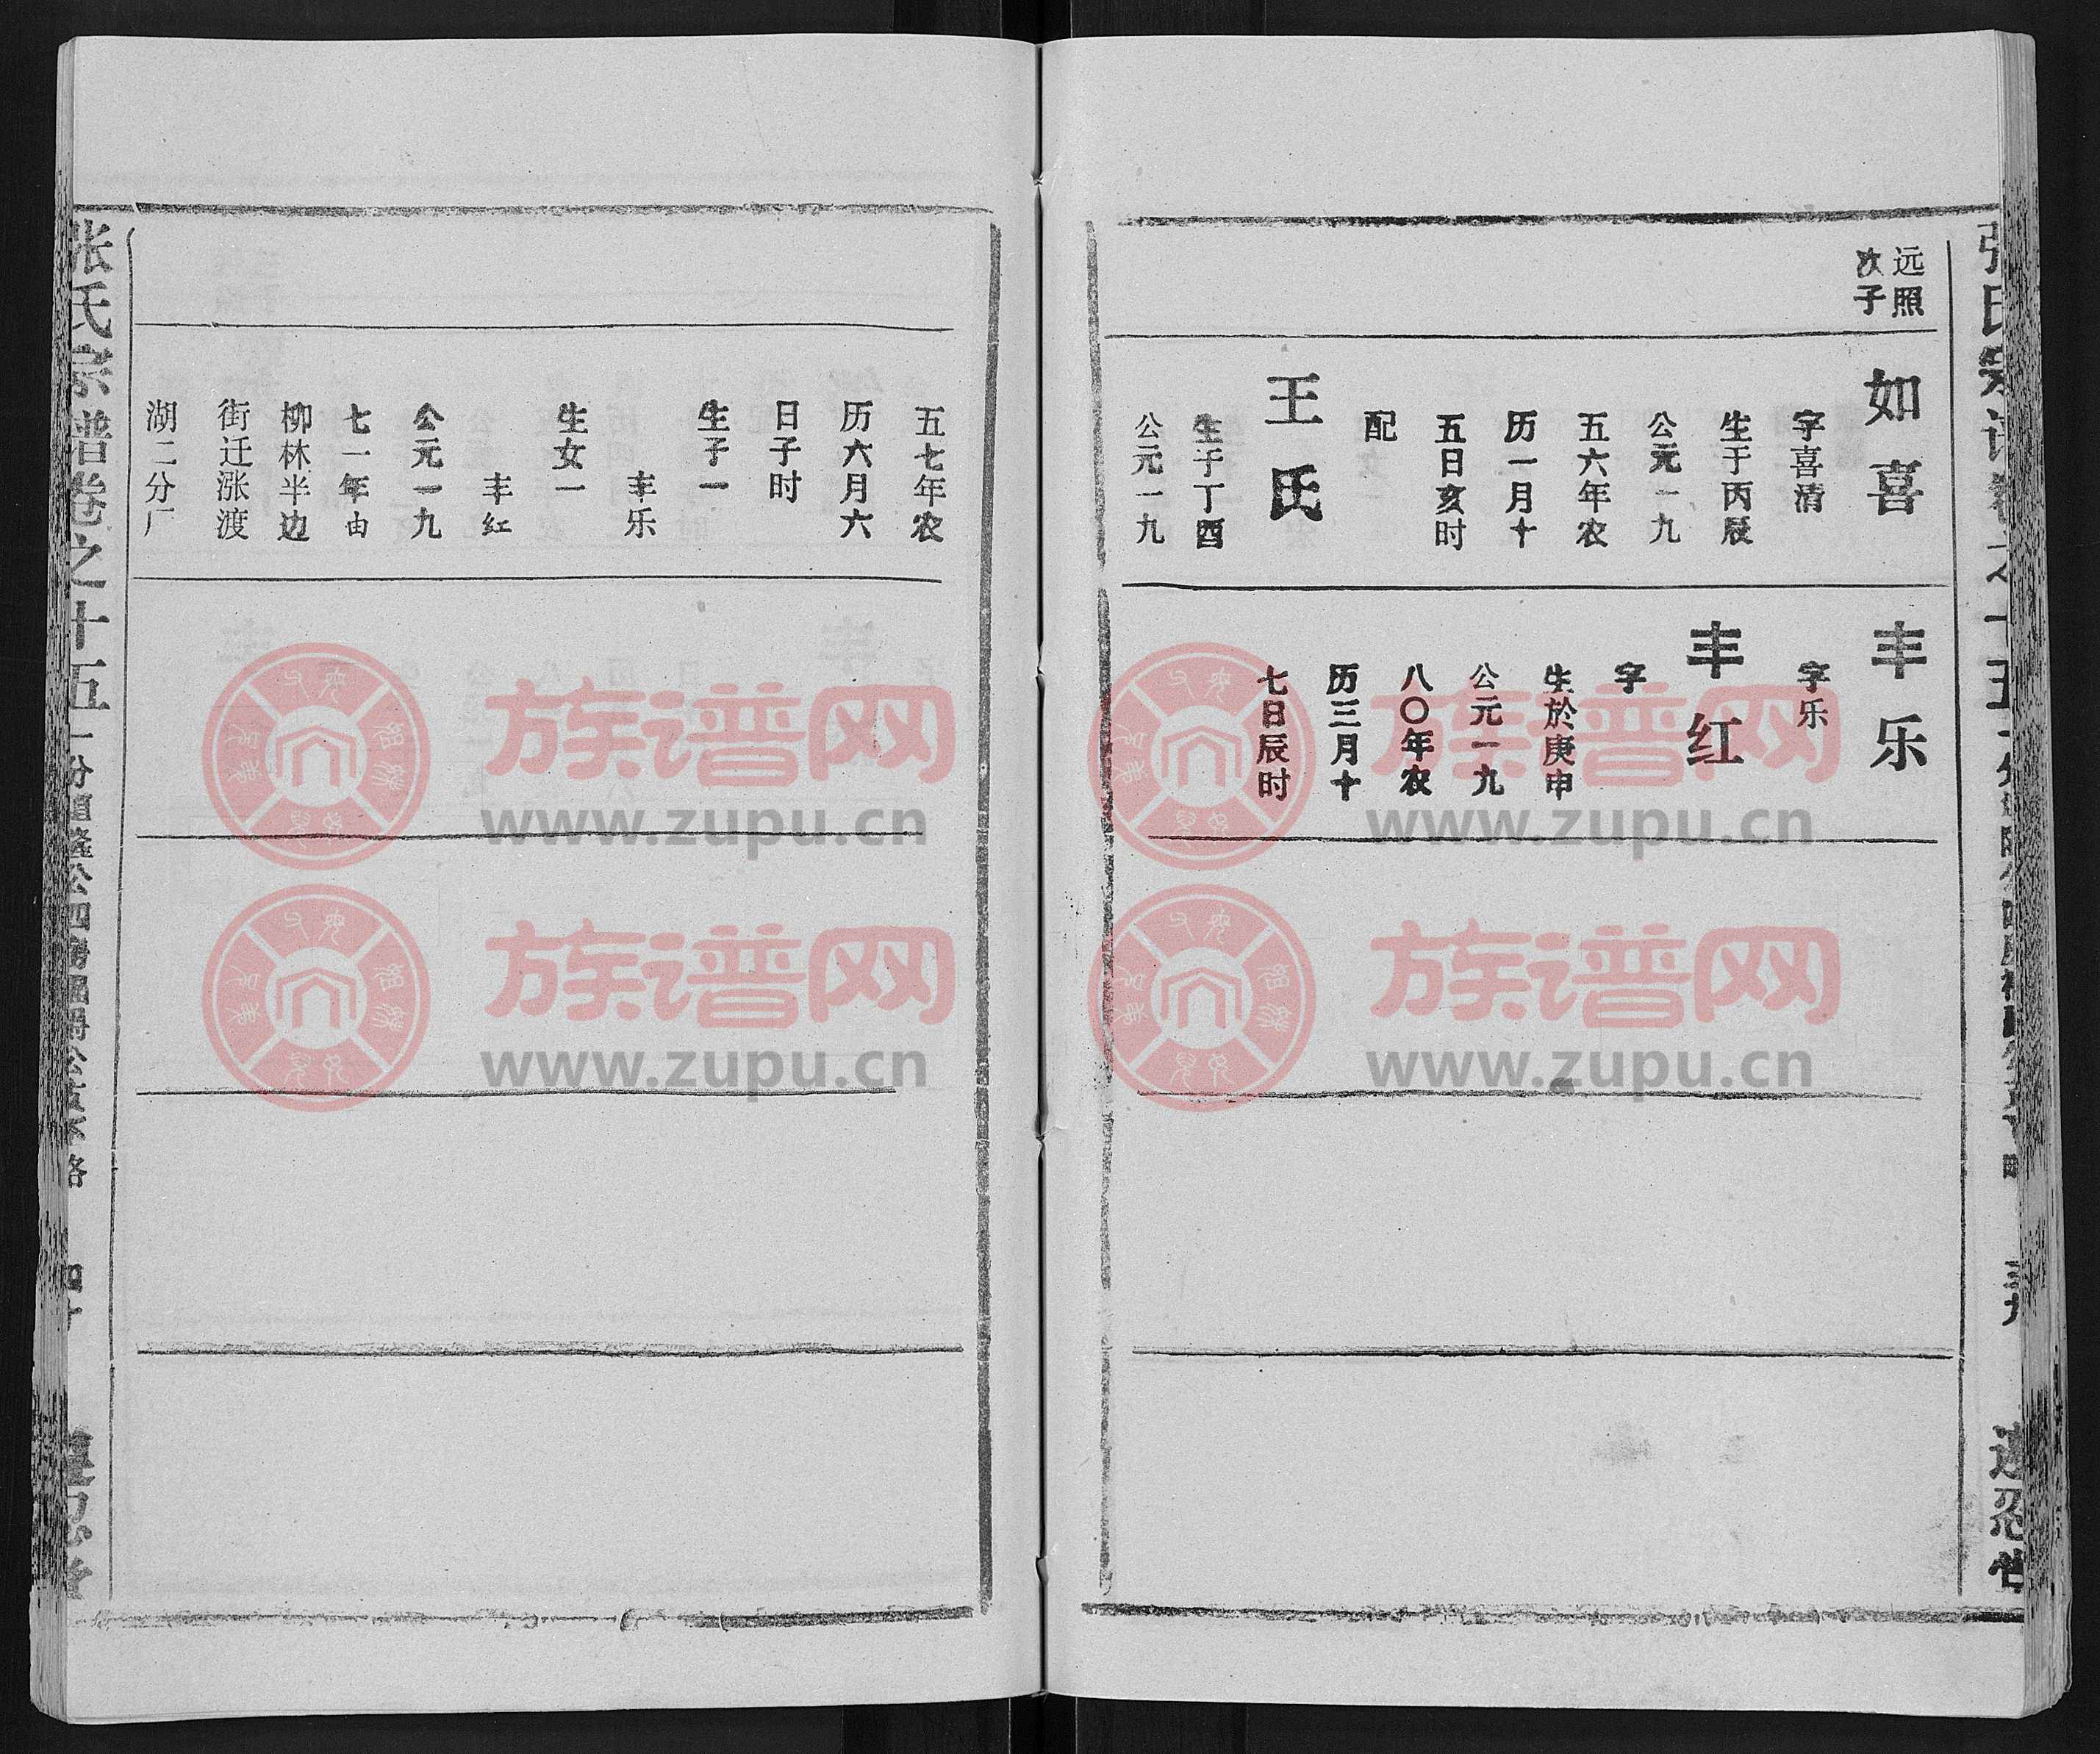 远照
次子
如喜
字喜清
生于丙辰
公元一九
五六年农
历一月十
五日亥时
配
王氏
生于丁酉
公元一九
丰乐
字乐
丰红
字
生於庚申
公元一九
八〇年农
历三月十
七日辰时
五七年农
历六月六
日子时
生子一
丰乐
生女一
丰红
公元一九
七一年由
柳林半边
街迁涨渡
湖二分厂
张氏宗谱卷之十五
族谱网
www.zupu.cn
族谱网
www.zupu.cn
族谱网
www.zupu.cn
族谱网
www.zupu.cn